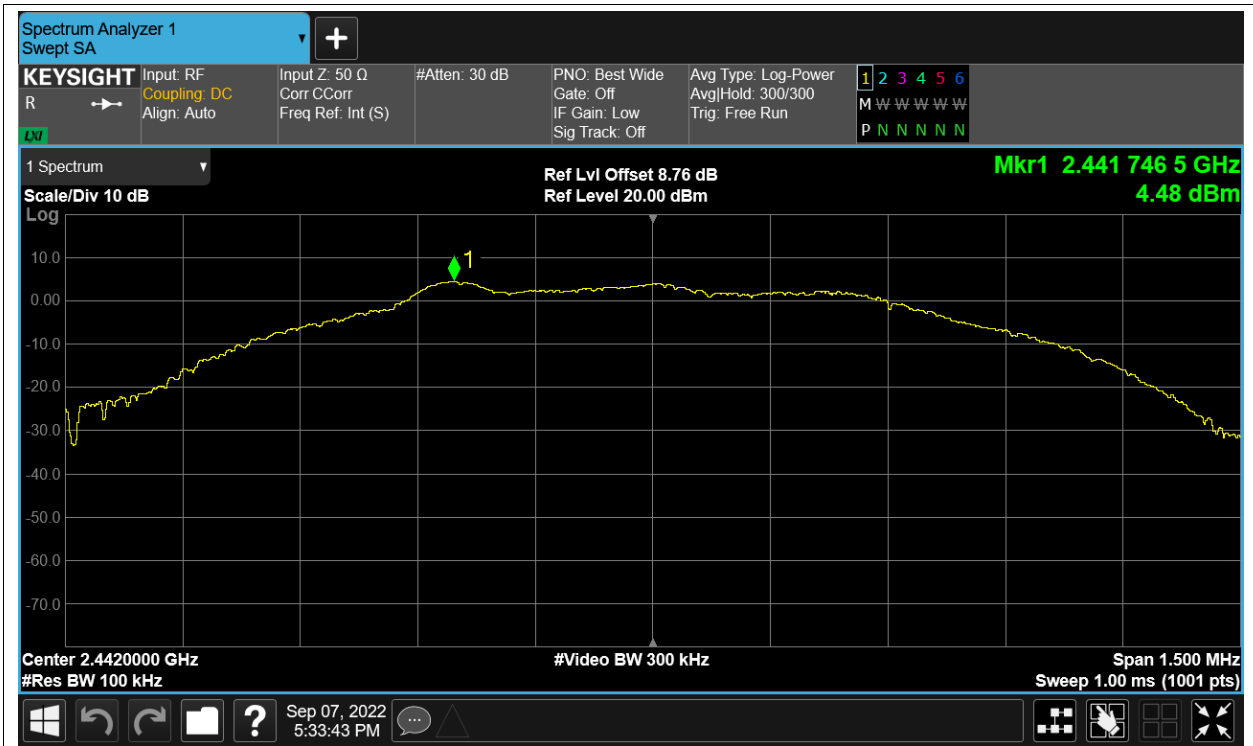 Spectrum Analyzer 1
Swept SA
+
KEYSIGHT
R
LXI
Input: RF
Coupling: DC
Align: Auto
Input Z: 50 Ω
Corr CCorr
Freq Ref: Int (S)
#Atten: 30 dB
PNO: Best Wide
Gate: Off
IF Gain: Low
Sig Track: Off
Avg Type: Log-Power
Avg|Hold: 300/300
Trig: Free Run
1 2 3 4 5 6
M W W W W W
P N N N N N
1 Spectrum
Scale/Div 10 dB
Log
Ref Lvl Offset 8.76 dB
Ref Level 20.00 dBm
Mkr1 2.441 746 5 GHz
4.48 dBm
1
10.0
0.00
-10.0
-20.0
-30.0
-40.0
-50.0
-60.0
-70.0
Center 2.4420000 GHz
#Video BW 300 kHz
Span 1.500 MHz
#Res BW 100 kHz
Sweep 1.00 ms (1001 pts)
?
Sep 07, 2022
5:33:43 PM